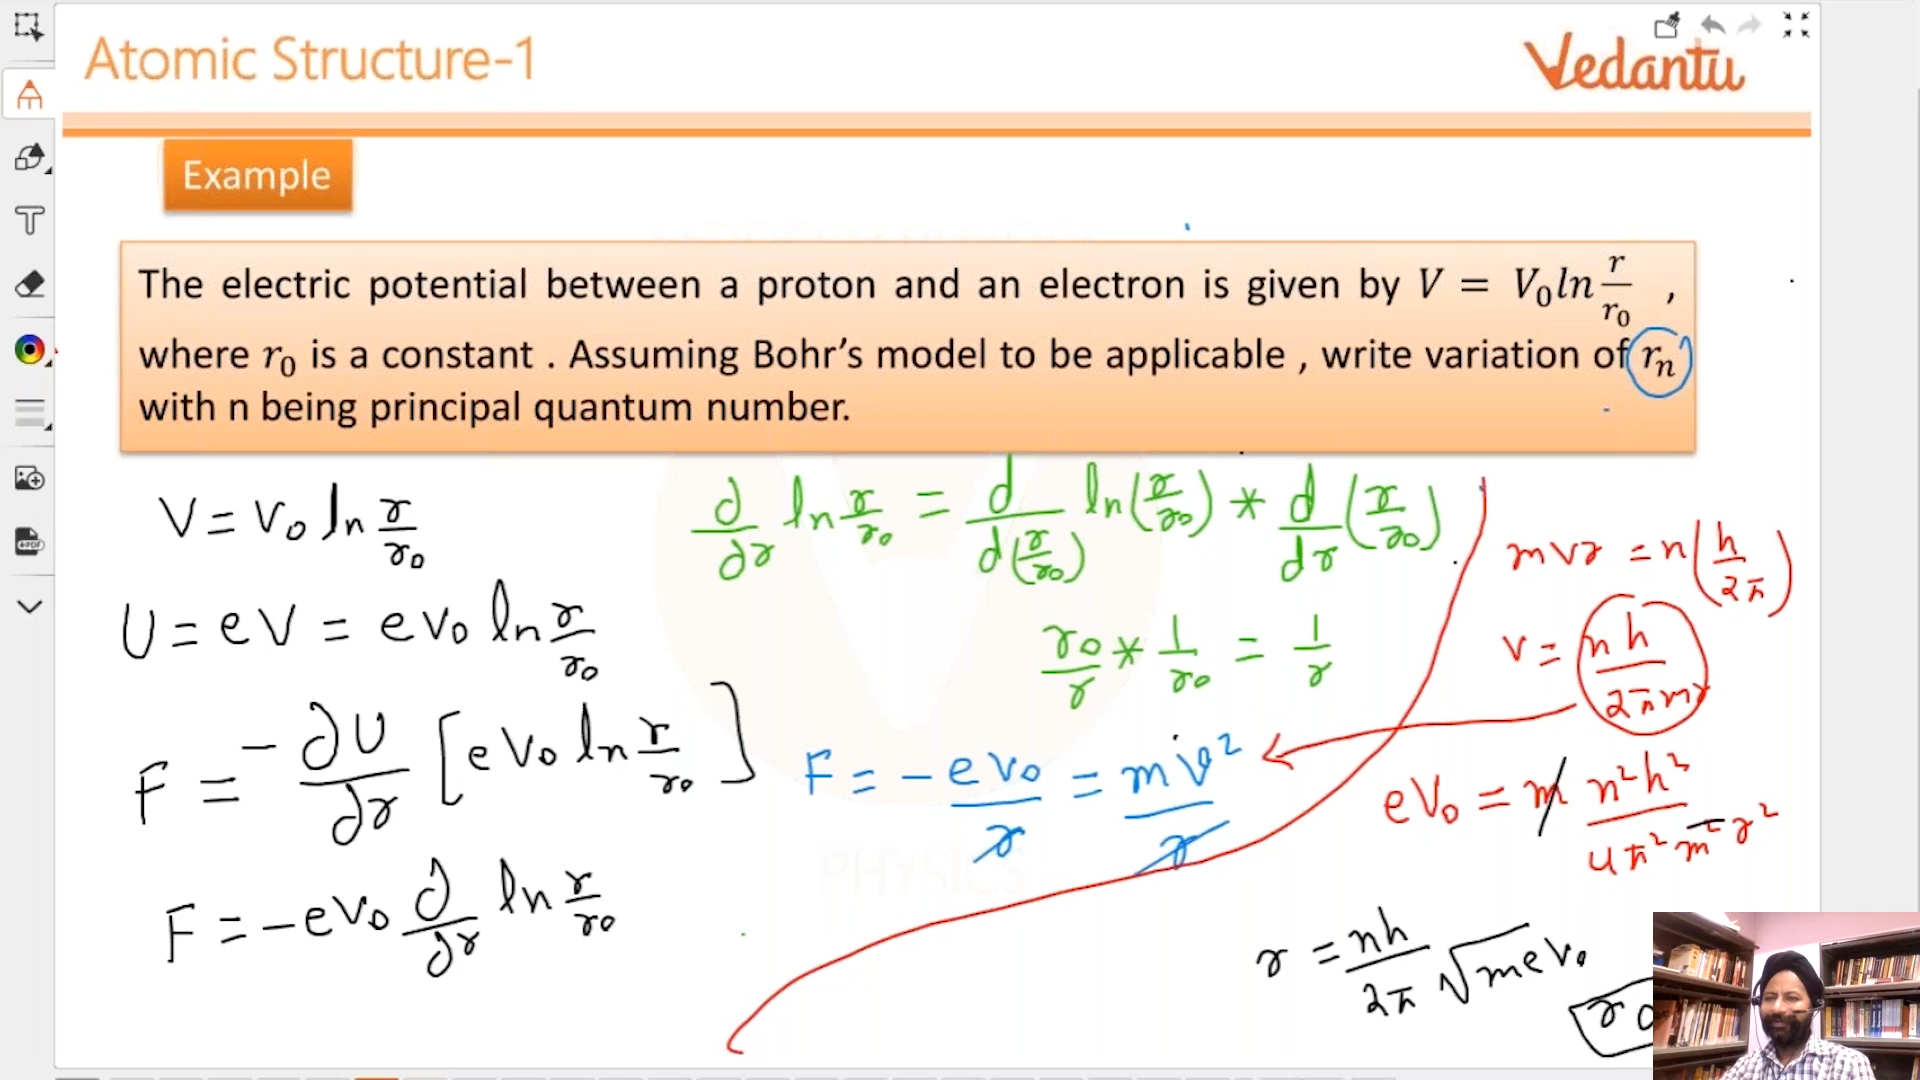 Atomic Structure-1
Vedantu
Example
The electric potential between a proton and an electron is given by V = V₀ln r/r₀ ,
where r₀ is a constant . Assuming Bohr’s model to be applicable , write variation of rₙ
with n being principal quantum number.
V = V₀ ln r/r₀
∂/∂r ln r/r₀ = d/d(r/r₀) ln(r/r₀) * d/dr (r/r₀)
mvr = n(h/2π)
U = eV = eV₀ ln r/r₀
r₀/r * 1/r₀ = 1/r
v = nh/2πmr
F = -∂U/∂r [eV₀ ln r/r₀]
F = -eV₀/r = mv²/r
eV₀ = m n²h²/4π²m²r²
F = -eV₀ ∂/∂r ln r/r₀
r = nh/2π √meV₀
PHYSICS